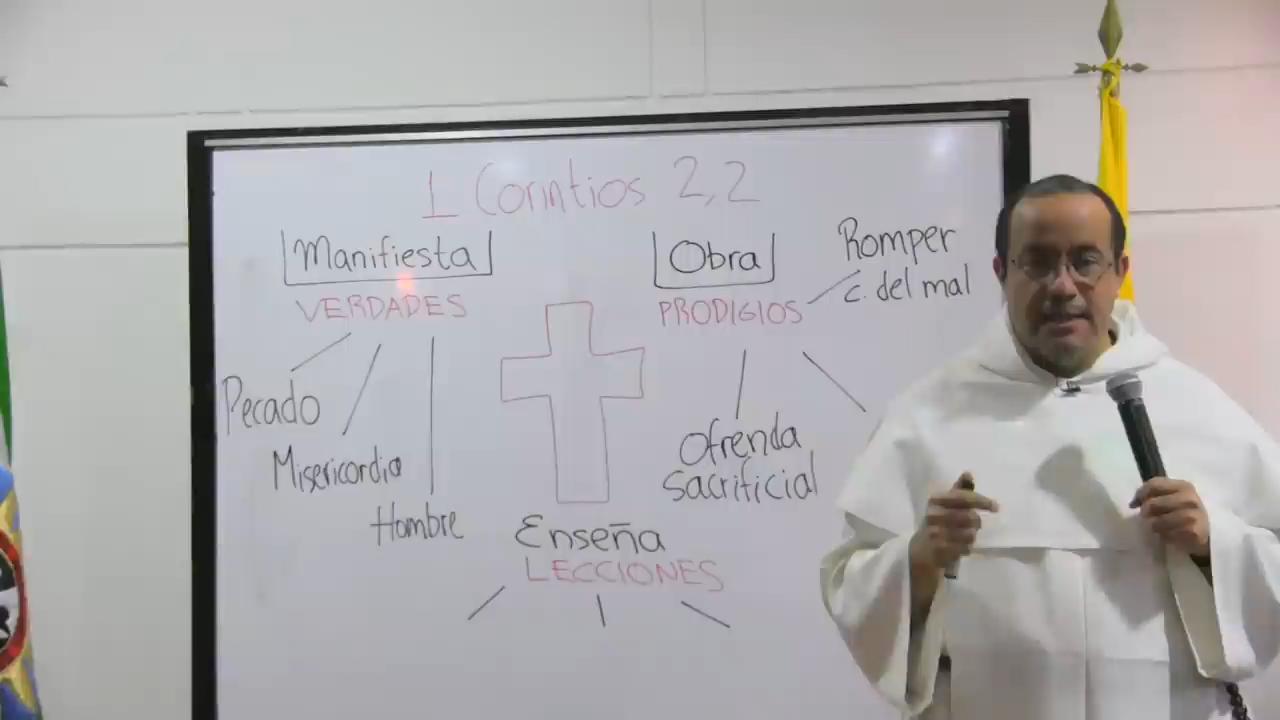 1 Corintios 2,2
Manifiesta
VERDADES
Pecado
Misericordia
Hombre
Obra
PRODIGIOS
Romper
c. del mal
Ofrenda
sacrificial
Enseña
LECCIONES